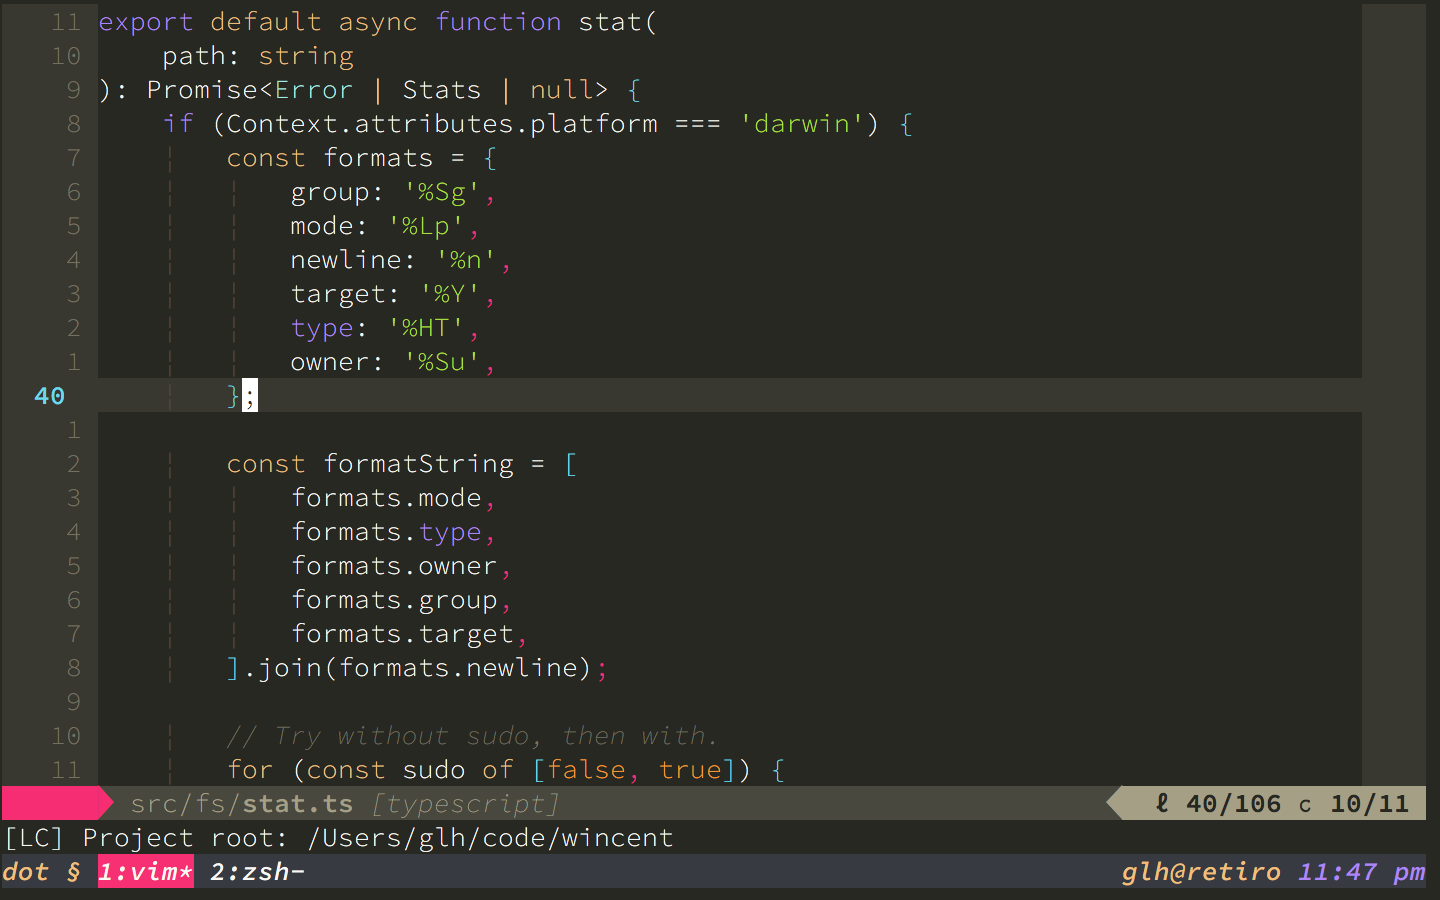 11 export default async function stat(
10     path: string
9 ): Promise<Error | Stats | null> {
8     if (Context.attributes.platform === 'darwin') {
7         const formats = {
6             group: '%Sg',
5             mode: '%Lp',
4             newline: '%n',
3             target: '%Y',
2             type: '%HT',
1             owner: '%Su',
40         };
1
2         const formatString = [
3             formats.mode,
4             formats.type,
5             formats.owner,
6             formats.group,
7             formats.target,
8         ].join(formats.newline);
9
10         // Try without sudo, then with.
11         for (const sudo of [false, true]) {
src/fs/stat.ts [typescript] ℓ 40/106 c 10/11
[LC] Project root: /Users/glh/code/wincent
dot § 1:vim* 2:zsh- glh@retiro 11:47 pm